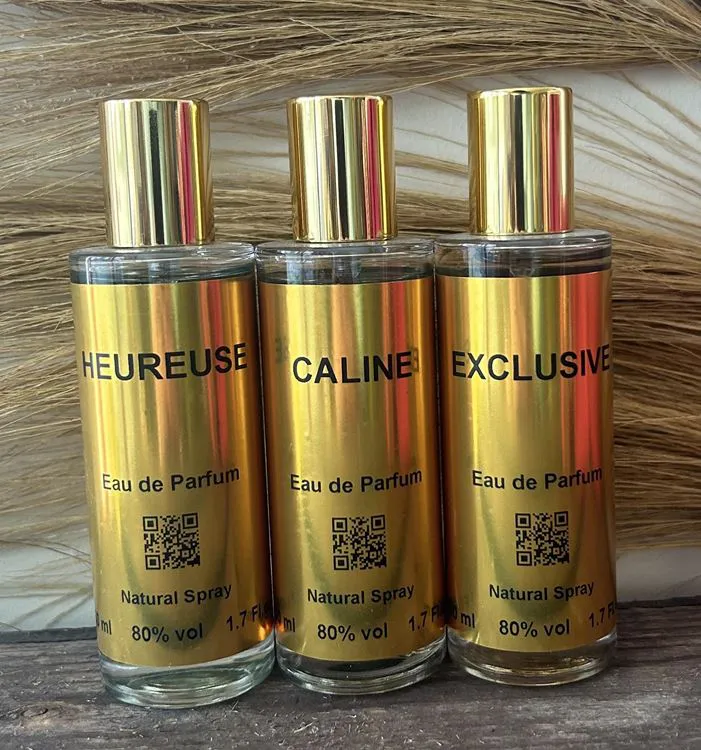 HEUREUSE
Eau de Parfum
Natural Spray
ml 80% vol 1.7
CALINE
Eau de Parfum
Natural Spray
ml 80% vol 1.7
EXCLUSIVE
Eau de Parfum
Natural Spray
ml 80% vol 1.7